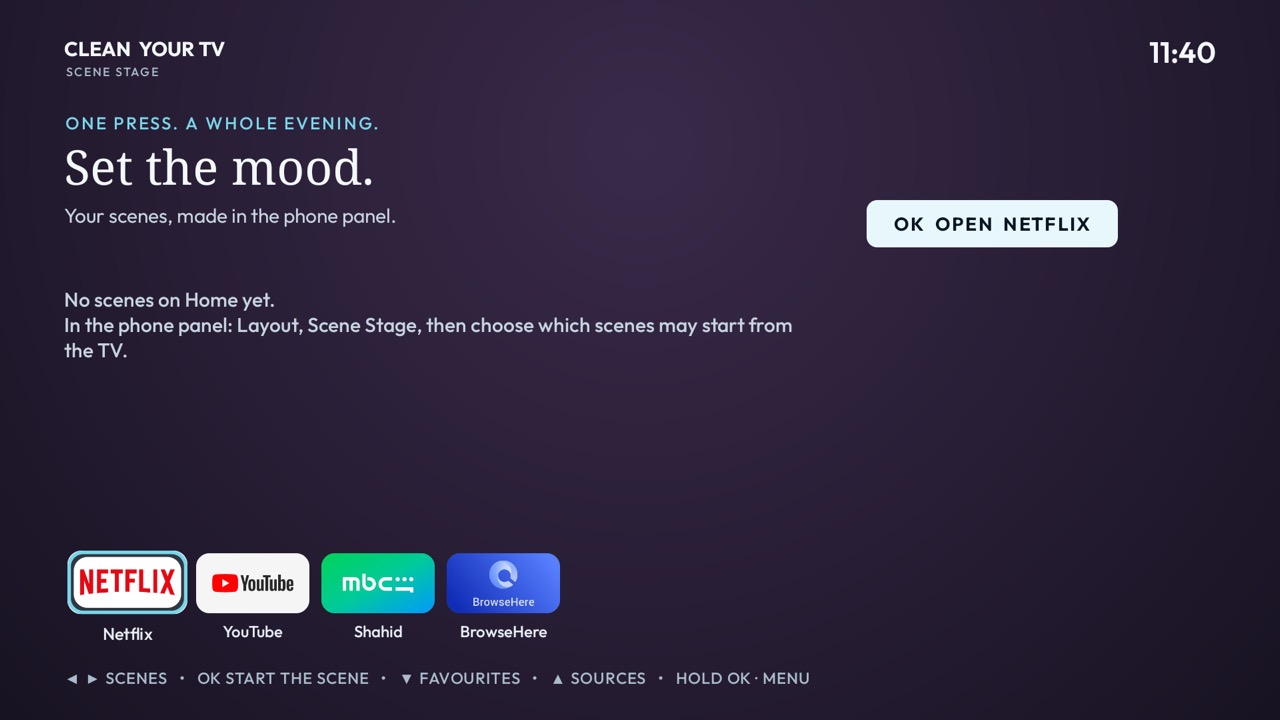 CLEAN YOUR TV
SCENE STAGE
11:40
ONE PRESS. A WHOLE EVENING.
Set the mood.
Your scenes, made in the phone panel.
OK OPEN NETFLIX
No scenes on Home yet.
In the phone panel: Layout, Scene Stage, then choose which scenes may start from
the TV.
NETFLIX
YouTube
mbc
BrowseHere
Netflix
YouTube
Shahid
BrowseHere
◄ ► SCENES • OK START THE SCENE • ▼ FAVOURITES • ▲ SOURCES • HOLD OK · MENU